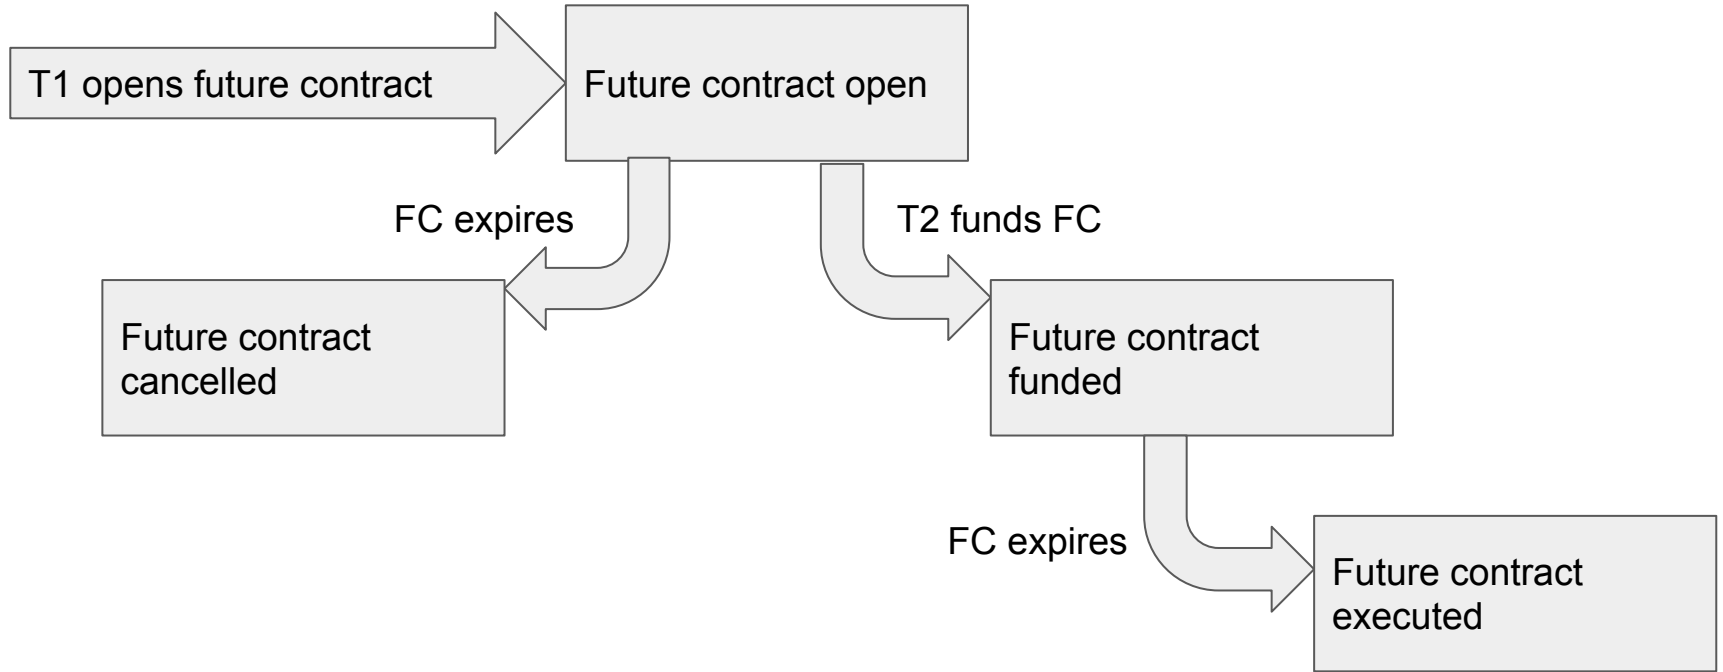 T1 opens future contract
Future contract open
FC expires
T2 funds FC
Future contract
cancelled
Future contract
funded
FC expires
Future contract
executed